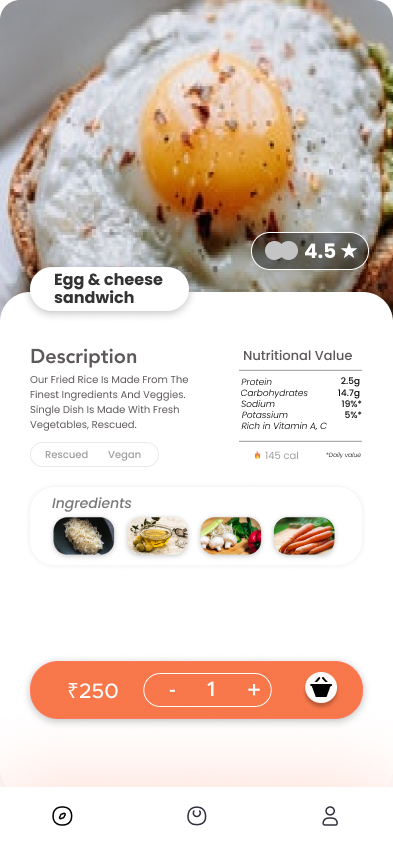 4.5 ★
Egg & cheese
sandwich
Description
Our Fried Rice Is Made From The
Finest Ingredients And Veggies.
Single Dish Is Made With Fresh
Vegetables, Rescued.
Rescued Vegan
Nutritional Value
Protein 2.5g
Carbohydrates 14.7g
Sodium 19%*
Potassium 5%*
Rich in Vitamin A, C
145 cal *Daily value
Ingredients
₹250 - 1 +